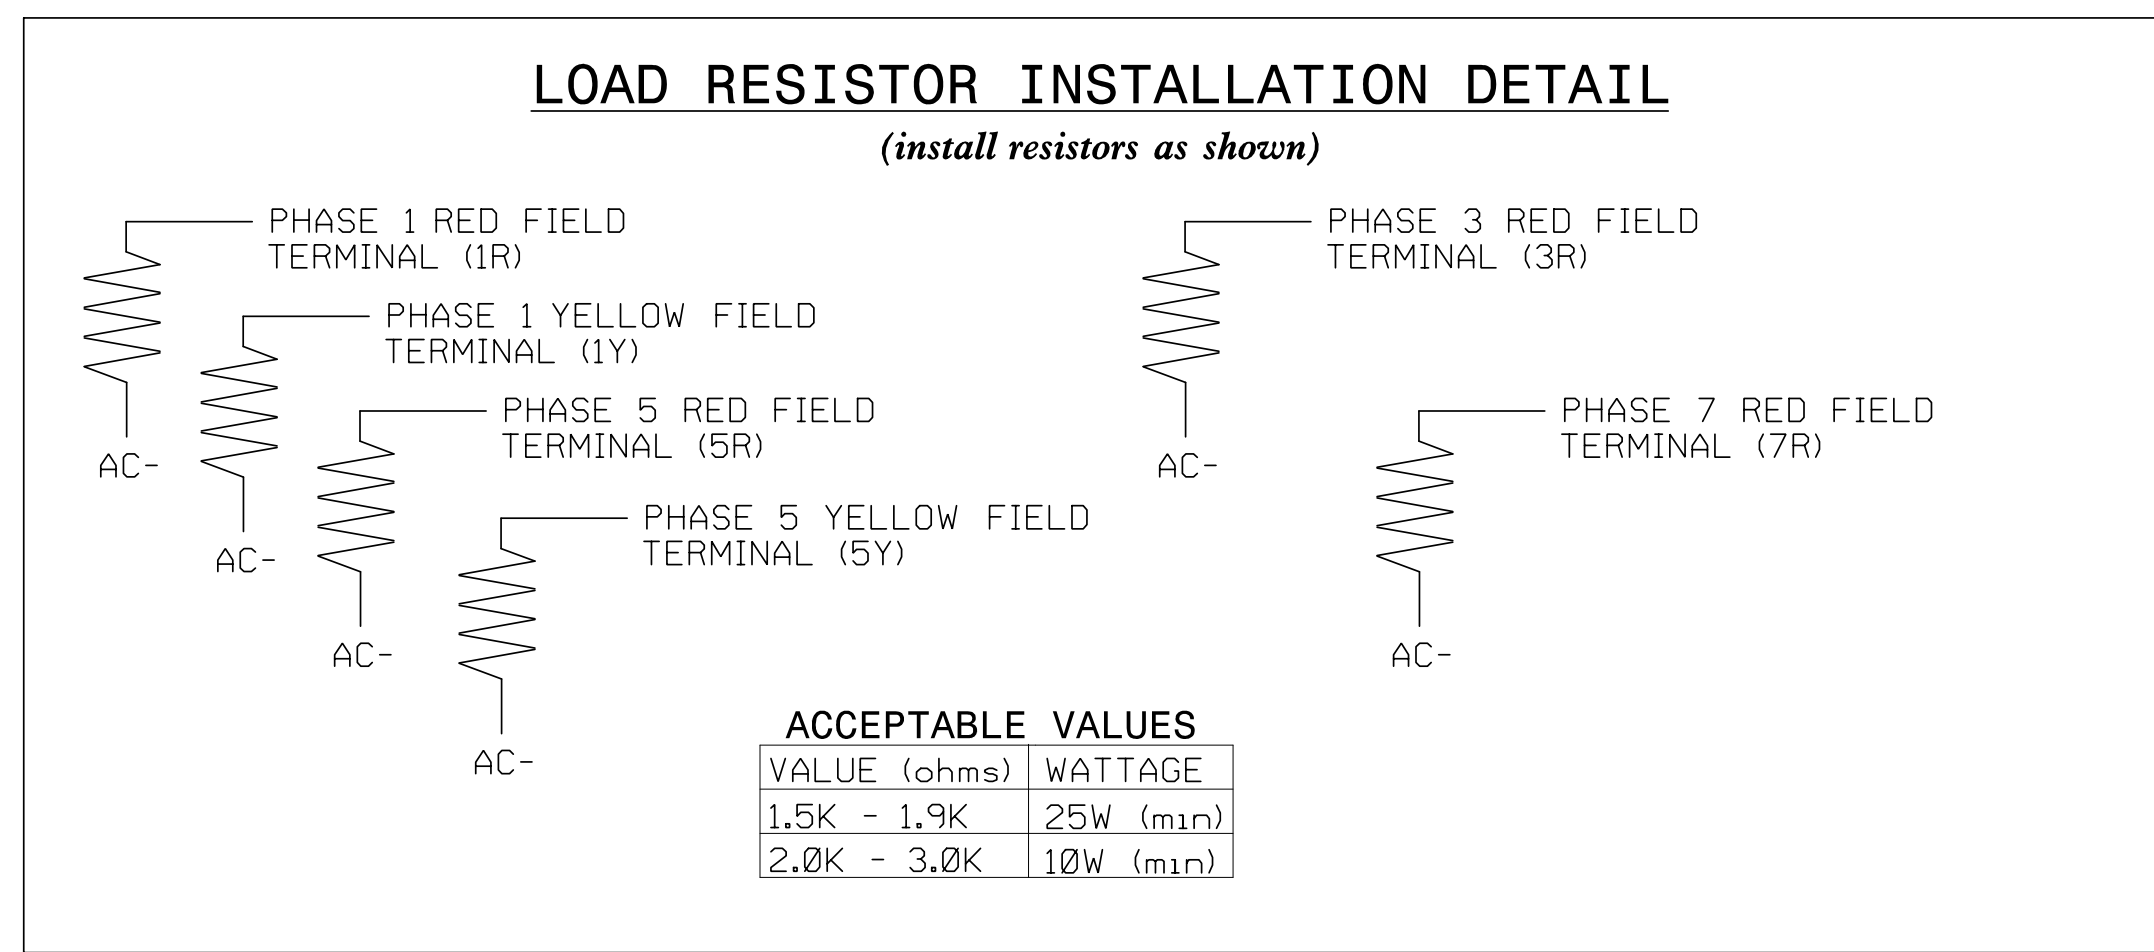 LOAD RESISTOR INSTALLATION DETAIL
(install resistors as shown)
PHASE 1 RED FIELD
TERMINAL (1R)
AC-
PHASE 1 YELLOW FIELD
TERMINAL (1Y)
AC-
PHASE 5 RED FIELD
TERMINAL (5R)
AC-
PHASE 5 YELLOW FIELD
TERMINAL (5Y)
AC-
PHASE 3 RED FIELD
TERMINAL (3R)
AC-
PHASE 7 RED FIELD
TERMINAL (7R)
AC-
ACCEPTABLE VALUES
VALUE (ohms) WATTAGE
1.5K - 1.9K 25W (min)
2.0K - 3.0K 10W (min)